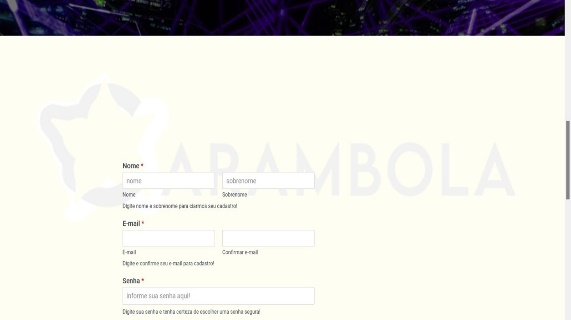 ARAMBOLA
Nome *
nome sobrenome
Nome Sobrenome
Digite nome e sobrenome para criarmos seu cadastro!
E-mail *
E-mail Confirmar e-mail
Digite e confirme seu e-mail para cadastro!
Senha *
Informe sua senha aqui!
Digite sua senha e tenha certeza de escolher uma senha segura!